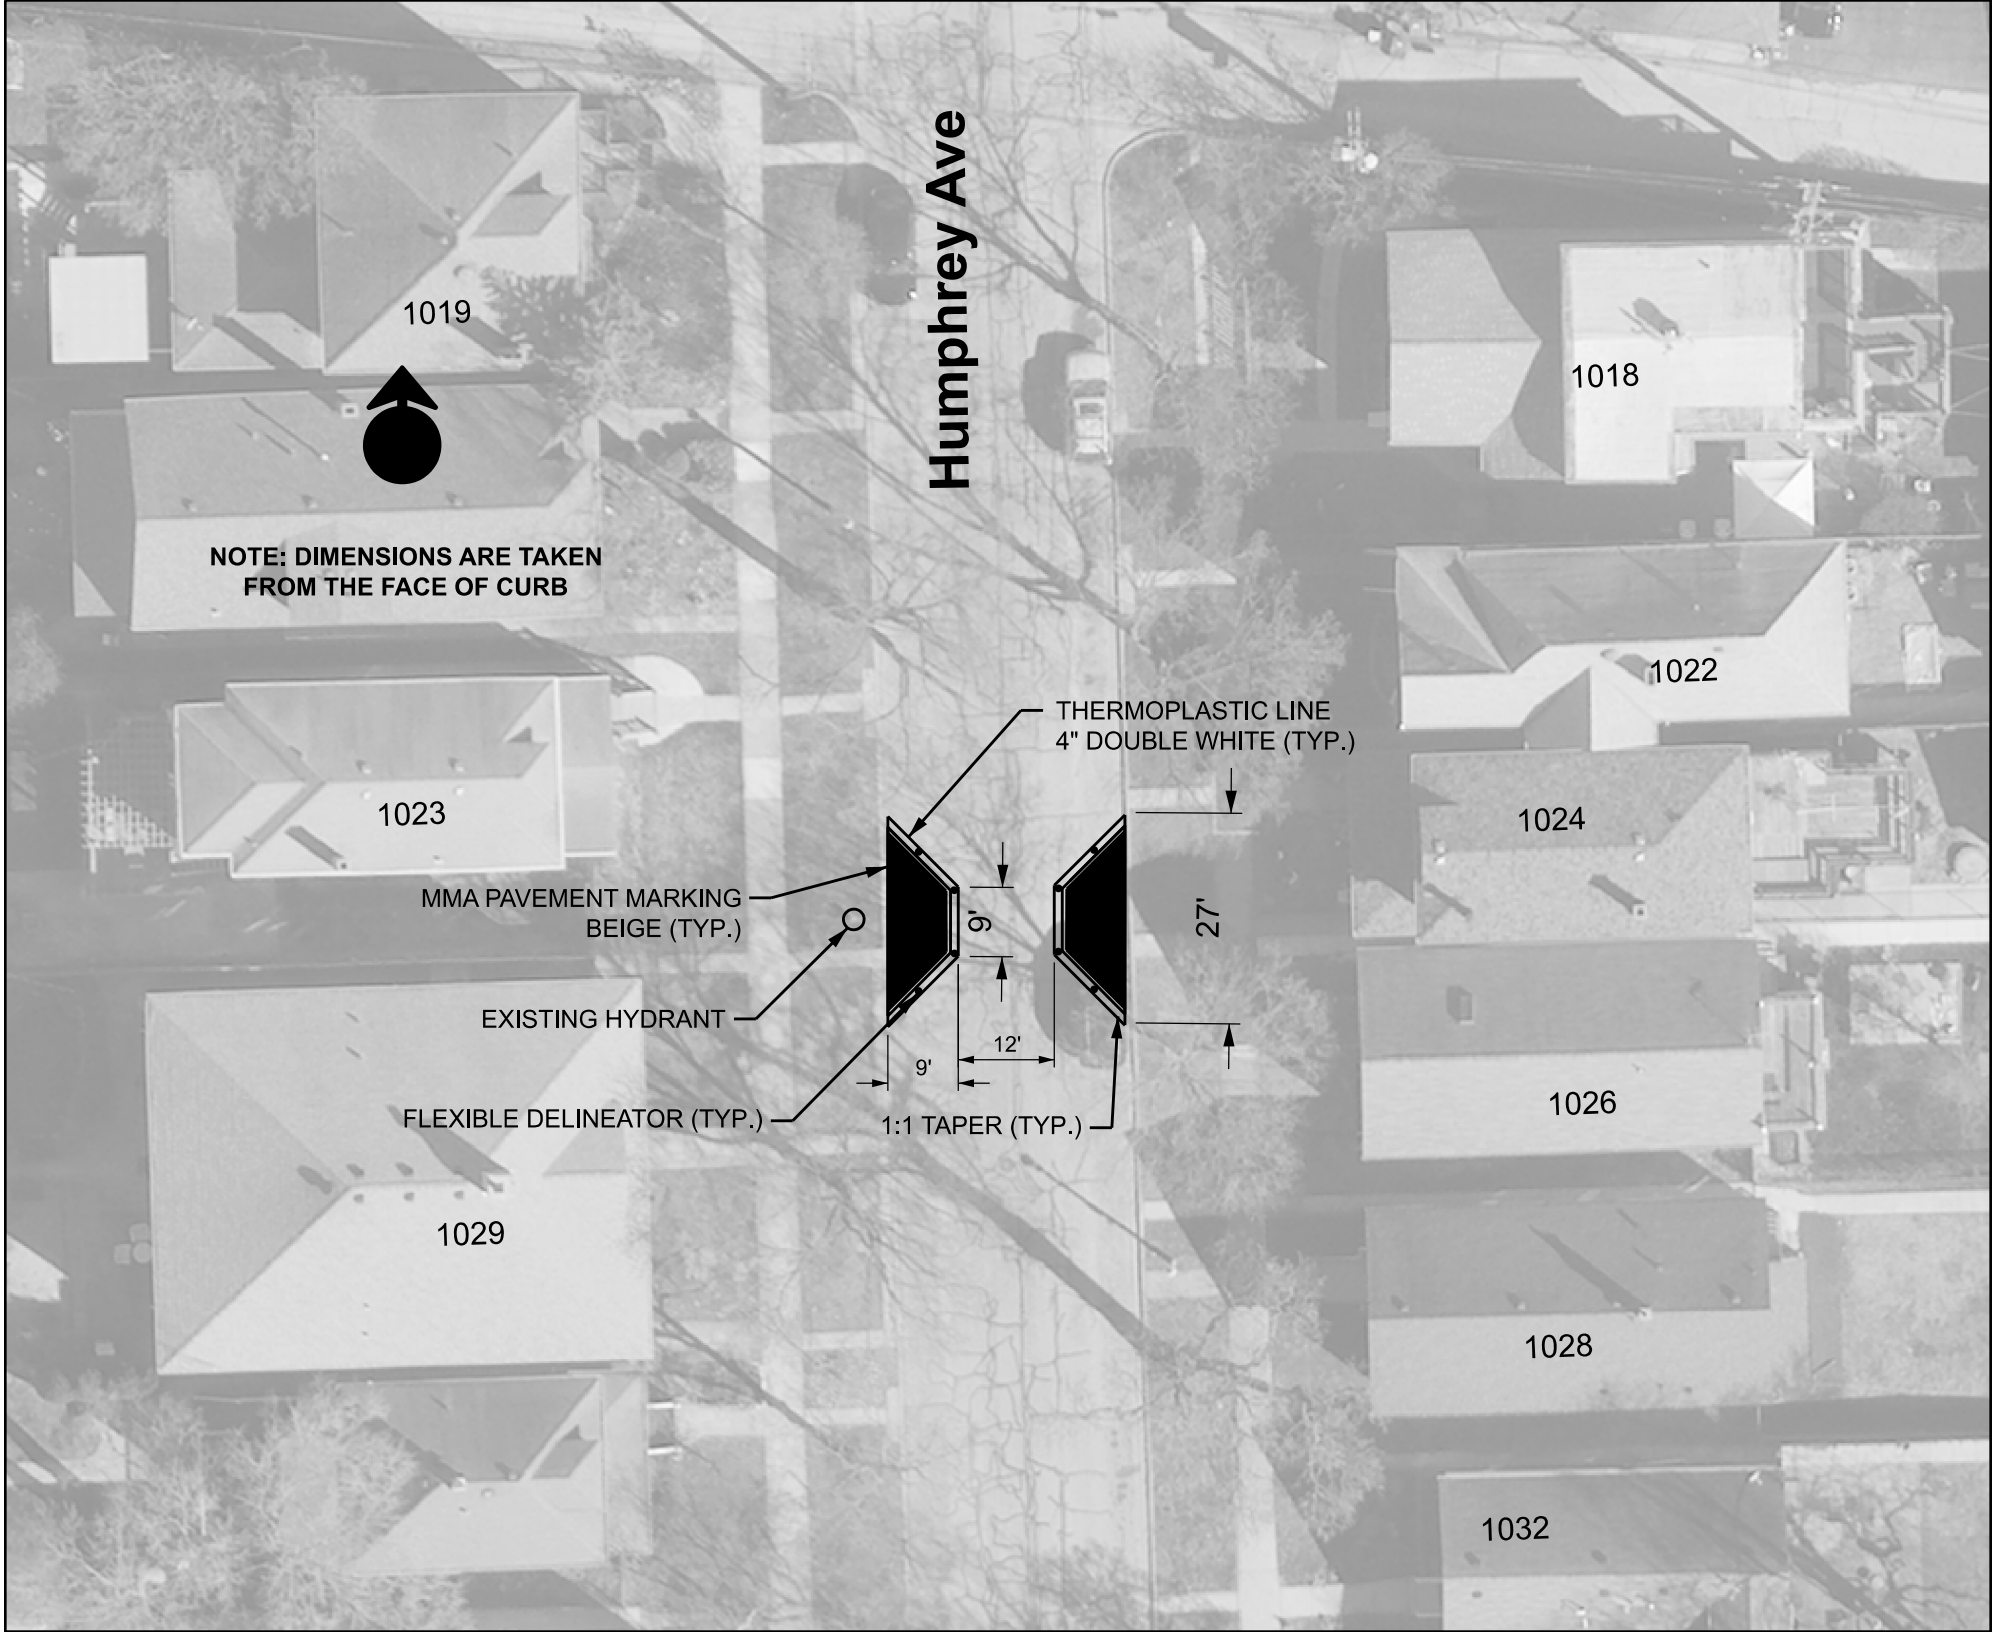 Humphrey Ave
1019
1018
NOTE: DIMENSIONS ARE TAKEN
FROM THE FACE OF CURB
1022
THERMOPLASTIC LINE
4" DOUBLE WHITE (TYP.)
1023
1024
MMA PAVEMENT MARKING
BEIGE (TYP.)
9'
27'
EXISTING HYDRANT
12'
9'
FLEXIBLE DELINEATOR (TYP.)
1:1 TAPER (TYP.)
1026
1029
1028
1032